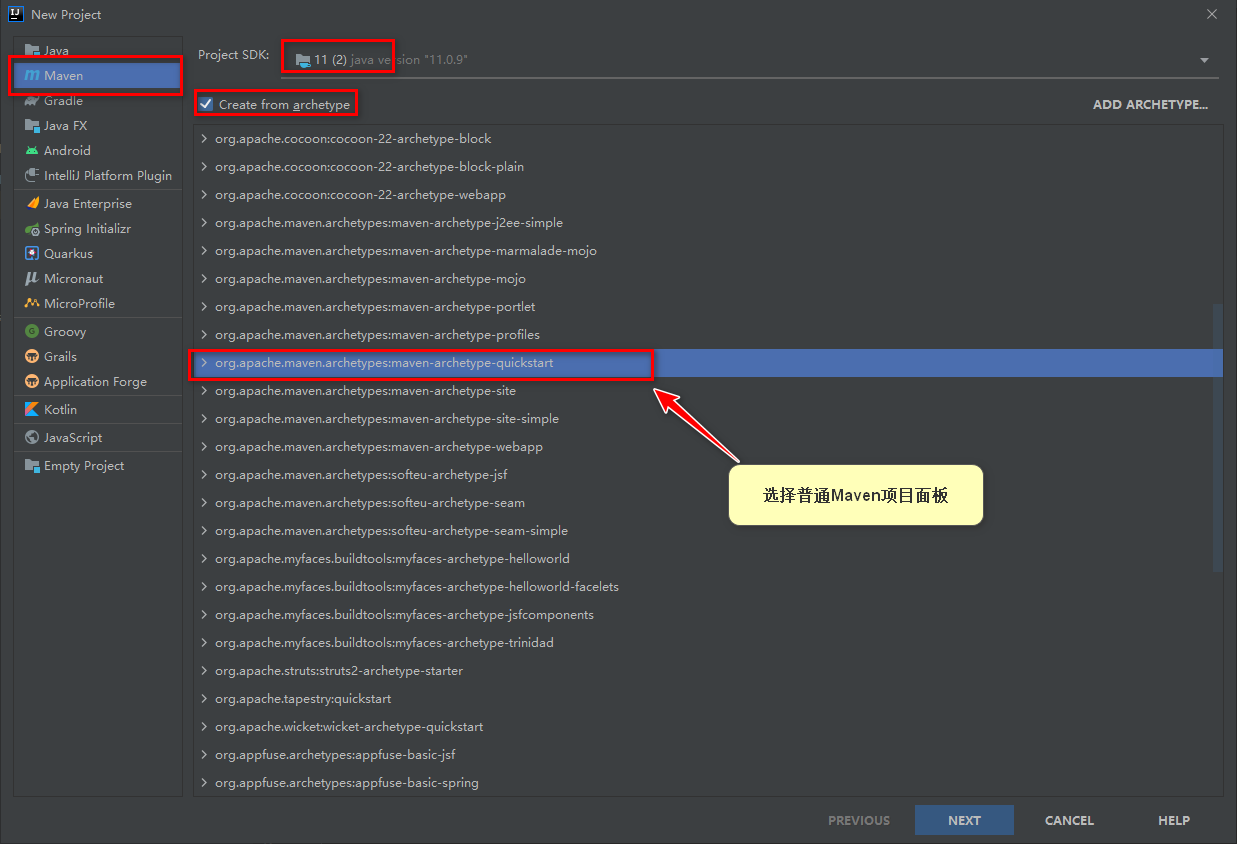 New Project
Java
Maven
Gradle
Java FX
Android
IntelliJ Platform Plugin
Java Enterprise
Spring Initializr
Quarkus
Micronaut
MicroProfile
Groovy
Grails
Application Forge
Kotlin
JavaScript
Empty Project
Project SDK: 11 (2) java version "11.0.9"
Create from archetype
ADD ARCHETYPE...
org.apache.cocoon:cocoon-22-archetype-block
org.apache.cocoon:cocoon-22-archetype-block-plain
org.apache.cocoon:cocoon-22-archetype-webapp
org.apache.maven.archetypes:maven-archetype-j2ee-simple
org.apache.maven.archetypes:maven-archetype-marmalade-mojo
org.apache.maven.archetypes:maven-archetype-mojo
org.apache.maven.archetypes:maven-archetype-portlet
org.apache.maven.archetypes:maven-archetype-profiles
org.apache.maven.archetypes:maven-archetype-quickstart
org.apache.maven.archetypes:maven-archetype-site
org.apache.maven.archetypes:maven-archetype-site-simple
org.apache.maven.archetypes:maven-archetype-webapp
org.apache.maven.archetypes:softeu-archetype-jsf
org.apache.maven.archetypes:softeu-archetype-seam
org.apache.maven.archetypes:softeu-archetype-seam-simple
org.apache.myfaces.buildtools:myfaces-archetype-helloworld
org.apache.myfaces.buildtools:myfaces-archetype-helloworld-facelets
org.apache.myfaces.buildtools:myfaces-archetype-jsfcomponents
org.apache.myfaces.buildtools:myfaces-archetype-trinidad
org.apache.struts:struts2-archetype-starter
org.apache.tapestry:quickstart
org.apache.wicket:wicket-archetype-quickstart
org.appfuse.archetypes:appfuse-basic-jsf
org.appfuse.archetypes:appfuse-basic-spring
选择普通Maven项目面板
PREVIOUS
NEXT
CANCEL
HELP